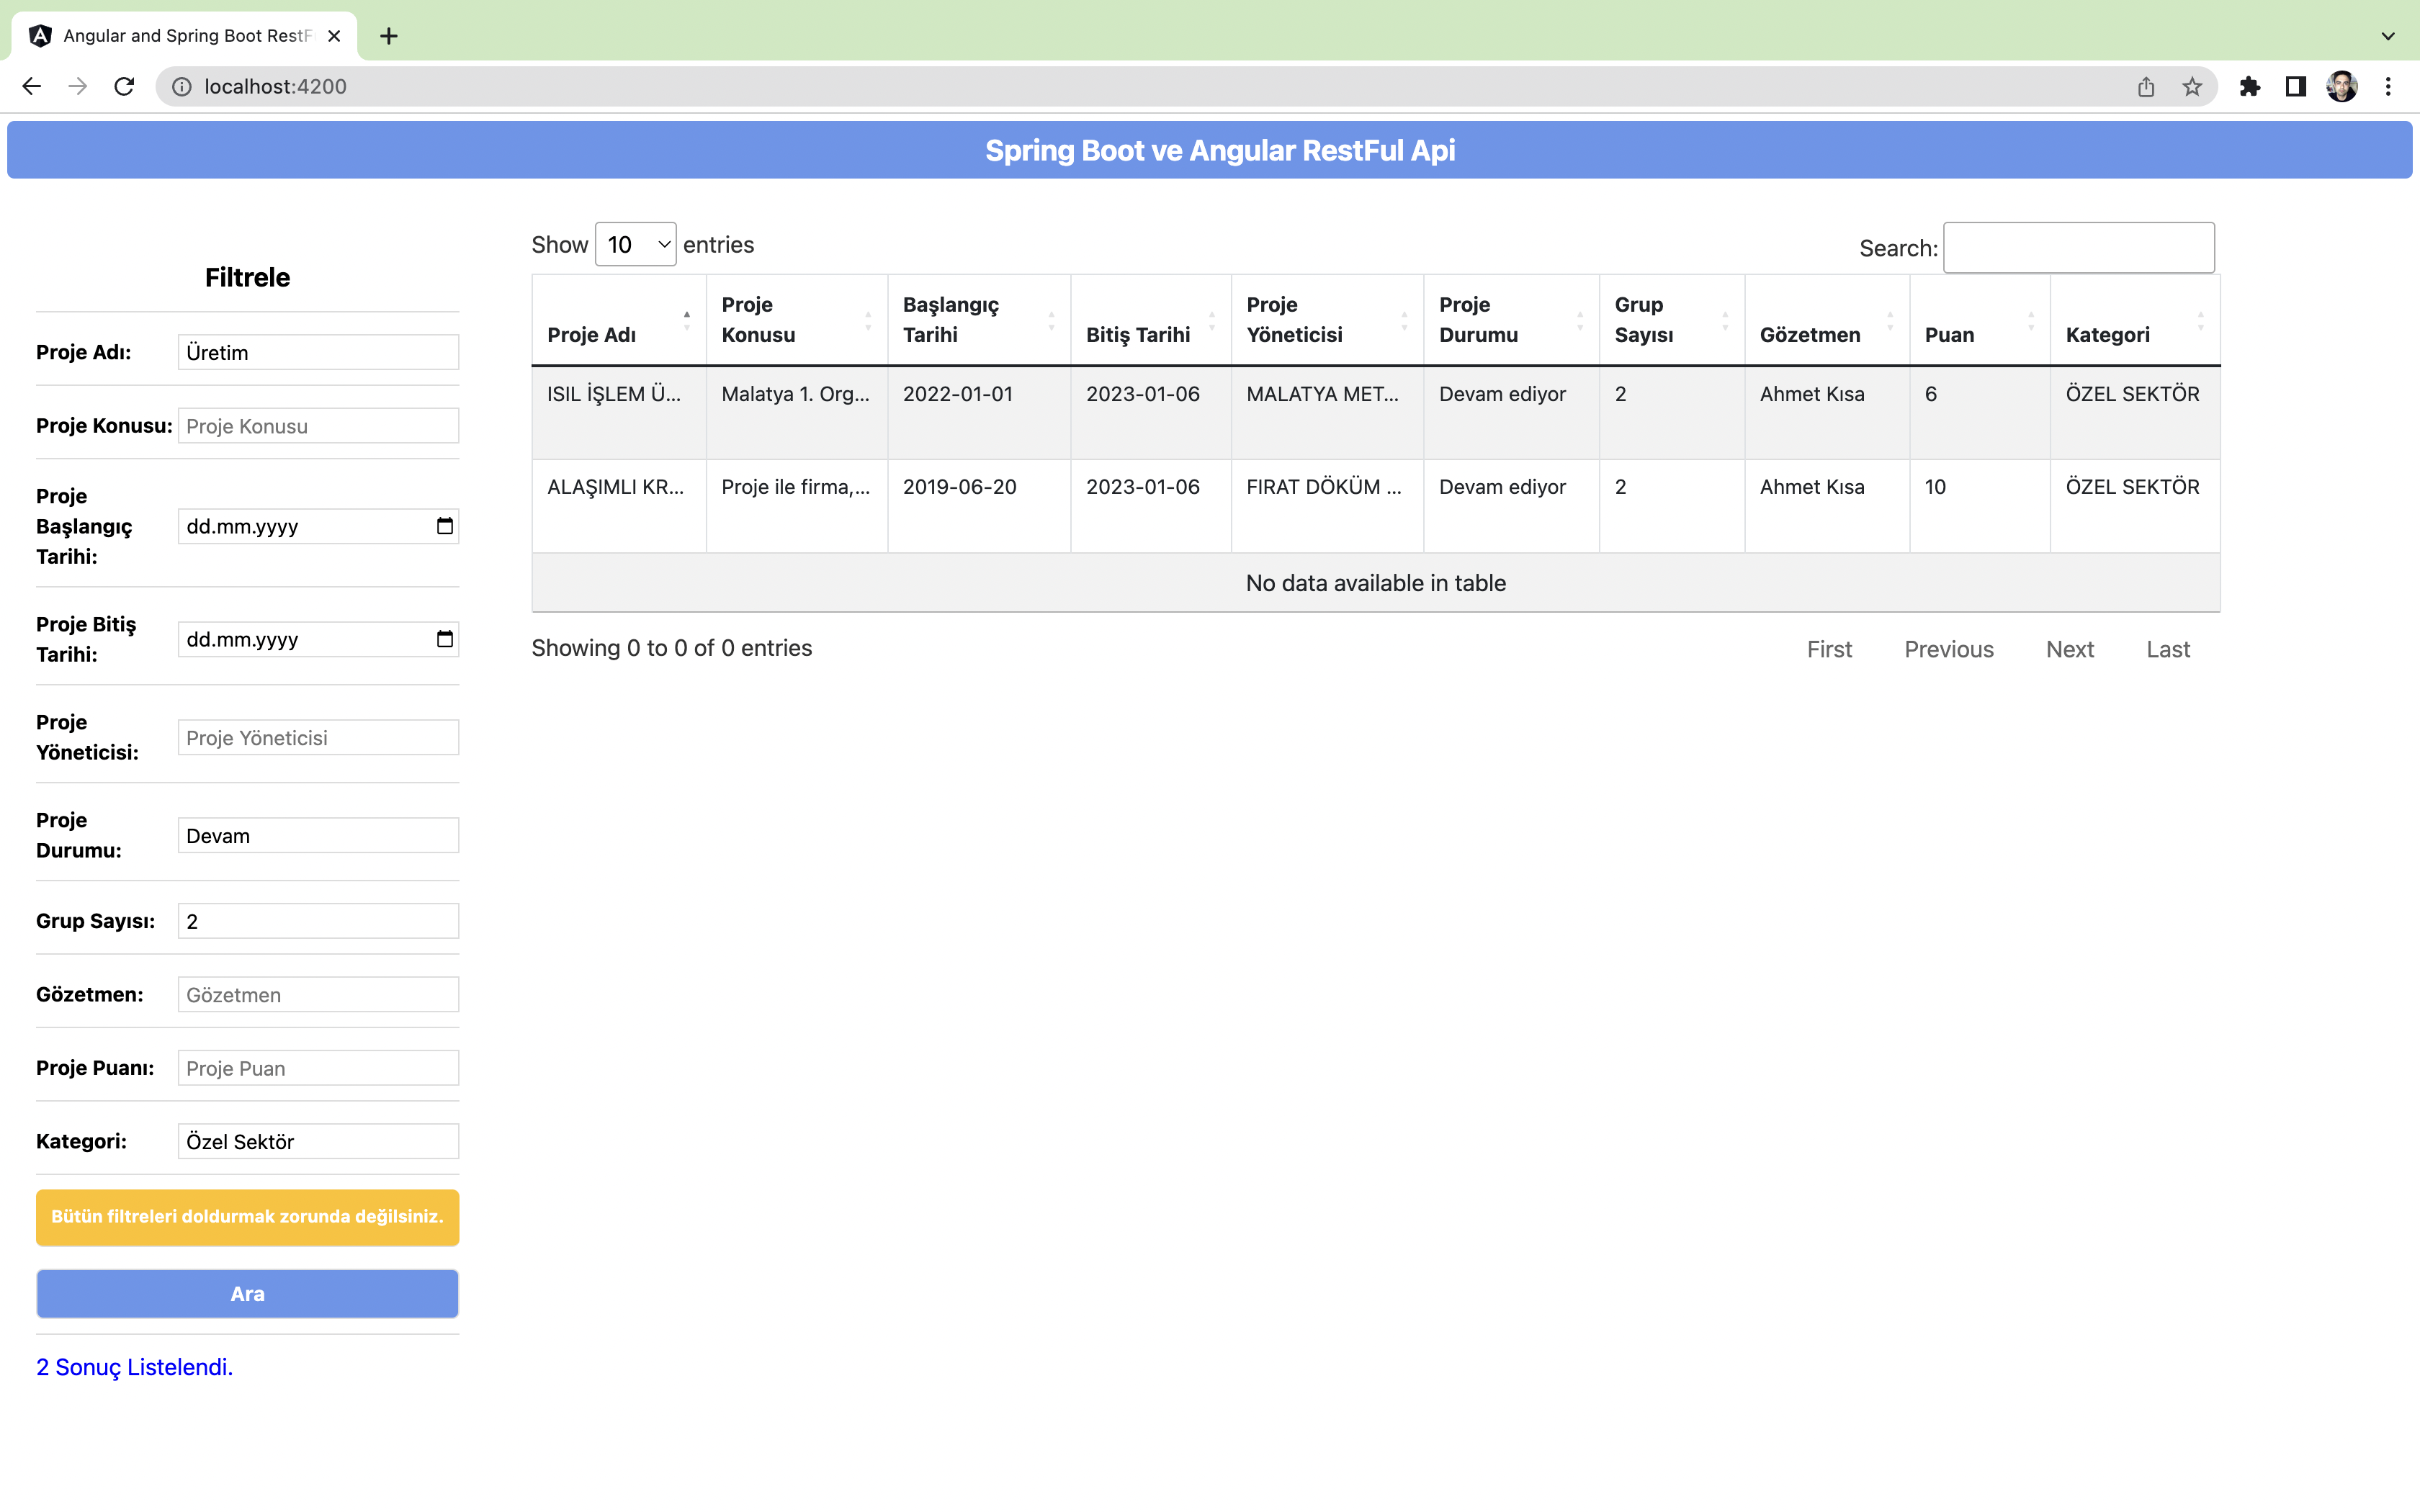 Angular and Spring Boot RestF
localhost:4200
Spring Boot ve Angular RestFul Api
Filtrele
Proje Adı: Üretim
Proje Konusu: Proje Konusu
Proje
Başlangıç
Tarihi:
dd.mm.yyyy
Proje Bitiş
Tarihi:
dd.mm.yyyy
Proje
Yöneticisi:
Proje Yöneticisi
Proje
Durumu:
Devam
Grup Sayısı: 2
Gözetmen: Gözetmen
Proje Puanı: Proje Puan
Kategori: Özel Sektör
Bütün filtreleri doldurmak zorunda değilsiniz.
Ara
2 Sonuç Listelendi.
Show 10 entries
Search:
Proje Adı
Proje
Konusu
Başlangıç
Tarihi
Bitiş Tarihi
Proje
Yöneticisi
Proje
Durumu
Grup
Sayısı
Gözetmen
Puan
Kategori
ISIL İŞLEM Ü... Malatya 1. Org... 2022-01-01 2023-01-06 MALATYA MET... Devam ediyor 2 Ahmet Kısa 6 ÖZEL SEKTÖR
ALAŞIMLI KR... Proje ile firma,... 2019-06-20 2023-01-06 FIRAT DÖKÜM ... Devam ediyor 2 Ahmet Kısa 10 ÖZEL SEKTÖR
No data available in table
Showing 0 to 0 of 0 entries
First Previous Next Last